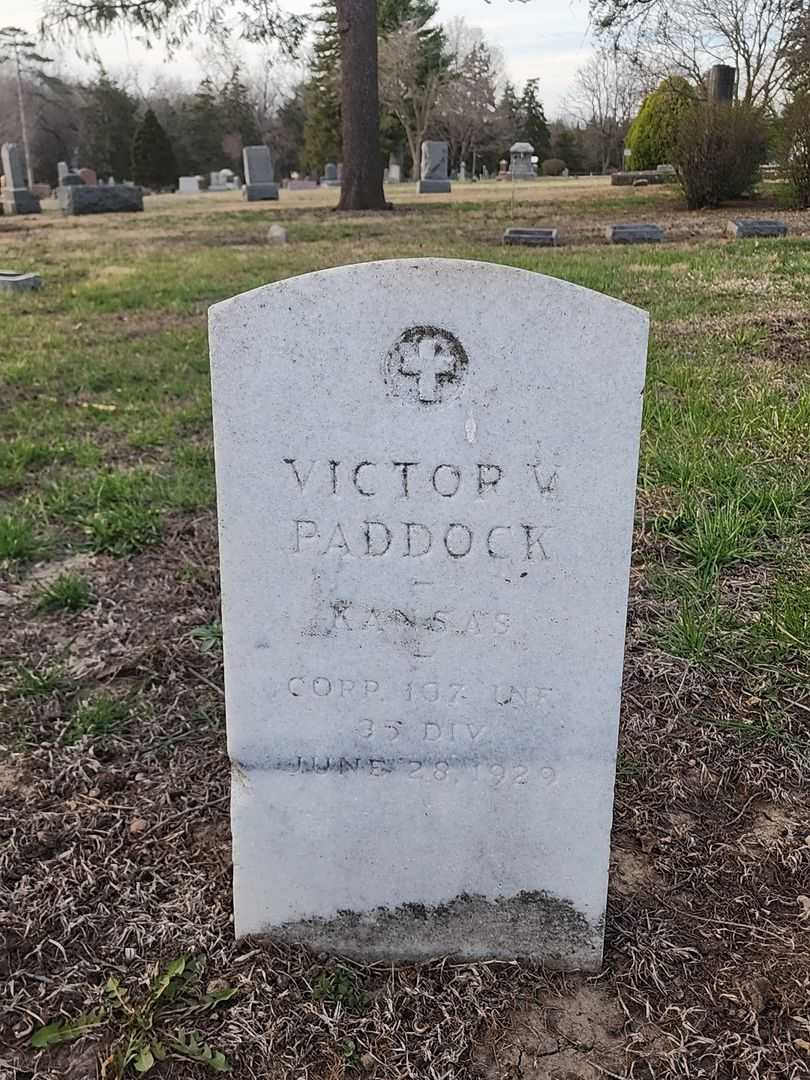 VICTOR V
PADDOCK
KANSAS
CORP. 137 INF.
35 DIV.
JUNE 28, 1929